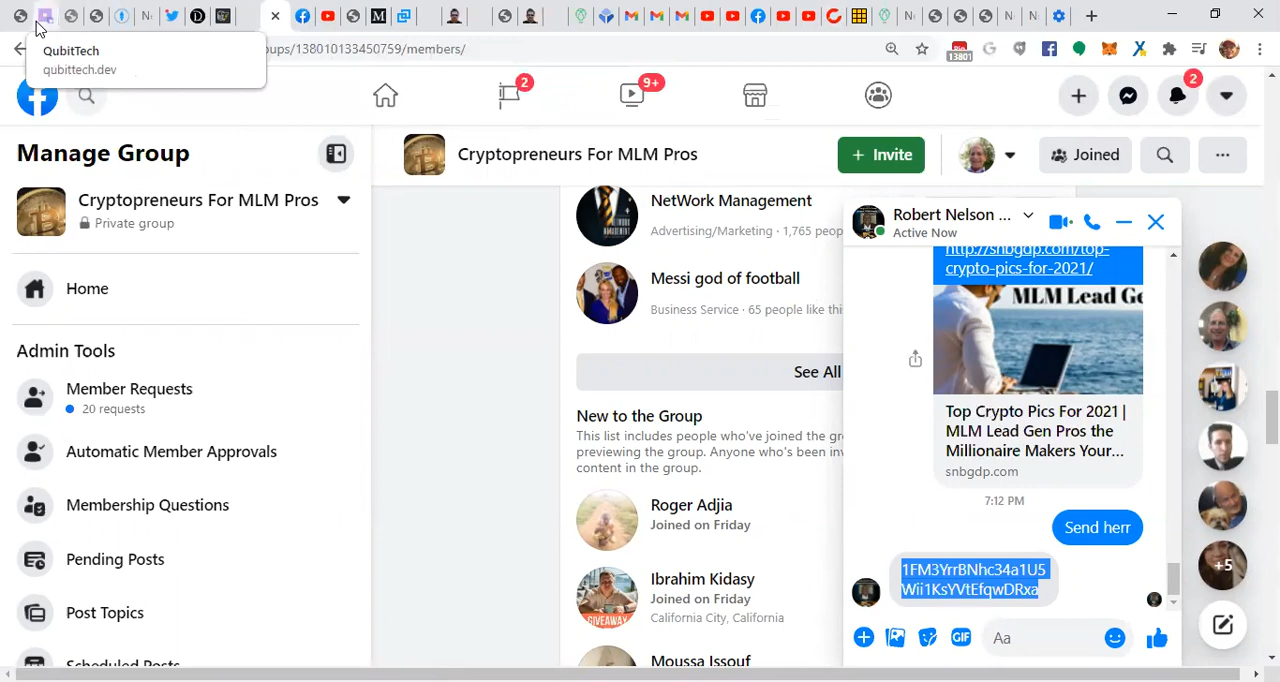 QubitTech
qubittech.dev
oups/138010133450759/members/
13801
2
9+
2
Manage Group
Cryptopreneurs For MLM Pros
Invite
Joined
Cryptopreneurs For MLM Pros
Private group
Home
Admin Tools
Member Requests
20 requests
Automatic Member Approvals
Membership Questions
Pending Posts
Post Topics
Scheduled Posts
NetWork Management
Advertising/Marketing · 1,765 peop
Messi god of football
Business Service · 65 people like this
See All
New to the Group
This list includes people who've joined the gro
previewing the group. Anyone who's been inv
content in the group.
Roger Adjia
Joined on Friday
Ibrahim Kidasy
Joined on Friday
California City, California
GIVEAWAY
Moussa Issouf
Robert Nelson ...
Active Now
http://snbgdp.com/top-
crypto-pics-for-2021/
MLM Lead Ge
Top Crypto Pics For 2021 |
MLM Lead Gen Pros the
Millionaire Makers Your...
snbgdp.com
7:12 PM
Send herr
1FM3YrrBNhc34a1U5
Wii1KsYVtEfqwDRxa
GIF
Aa
+5